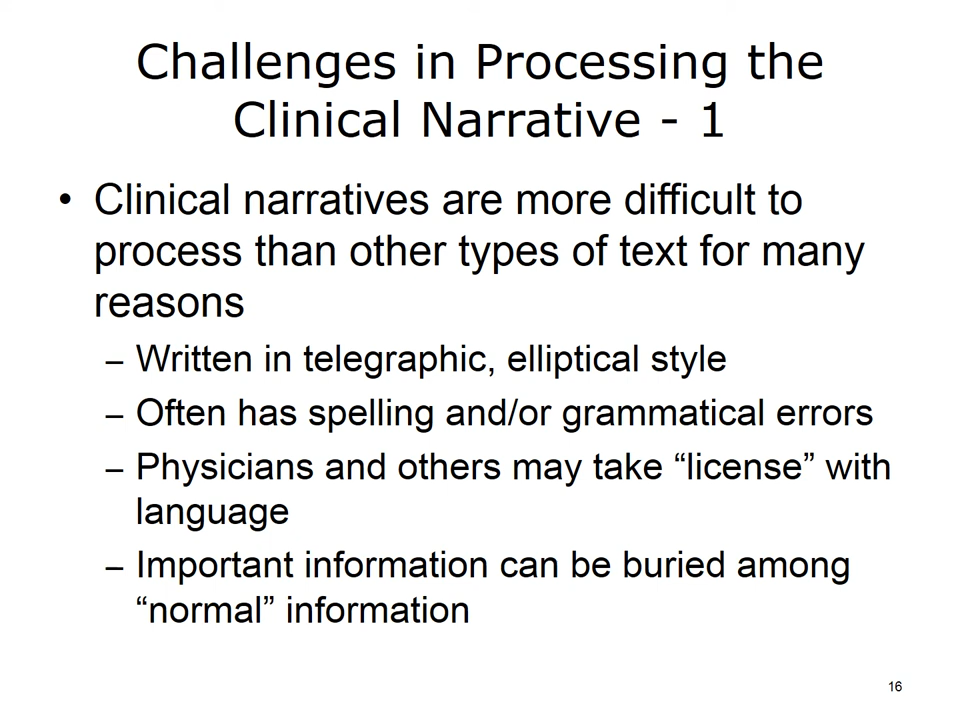 Challenges in Processing the
Clinical Narrative - 1
• Clinical narratives are more difficult to
process than other types of text for many
reasons
– Written in telegraphic, elliptical style
– Often has spelling and/or grammatical errors
– Physicians and others may take “license” with
language
– Important information can be buried among
“normal” information
16